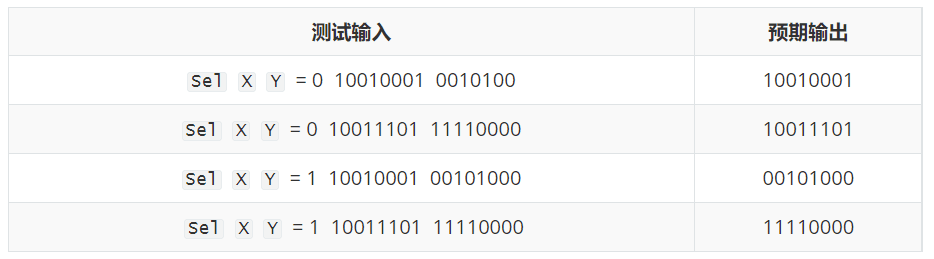 测试输入 预期输出
Sel X Y = 0 10010001 0010100 10010001
Sel X Y = 0 10011101 11110000 10011101
Sel X Y = 1 10010001 00101000 00101000
Sel X Y = 1 10011101 11110000 11110000